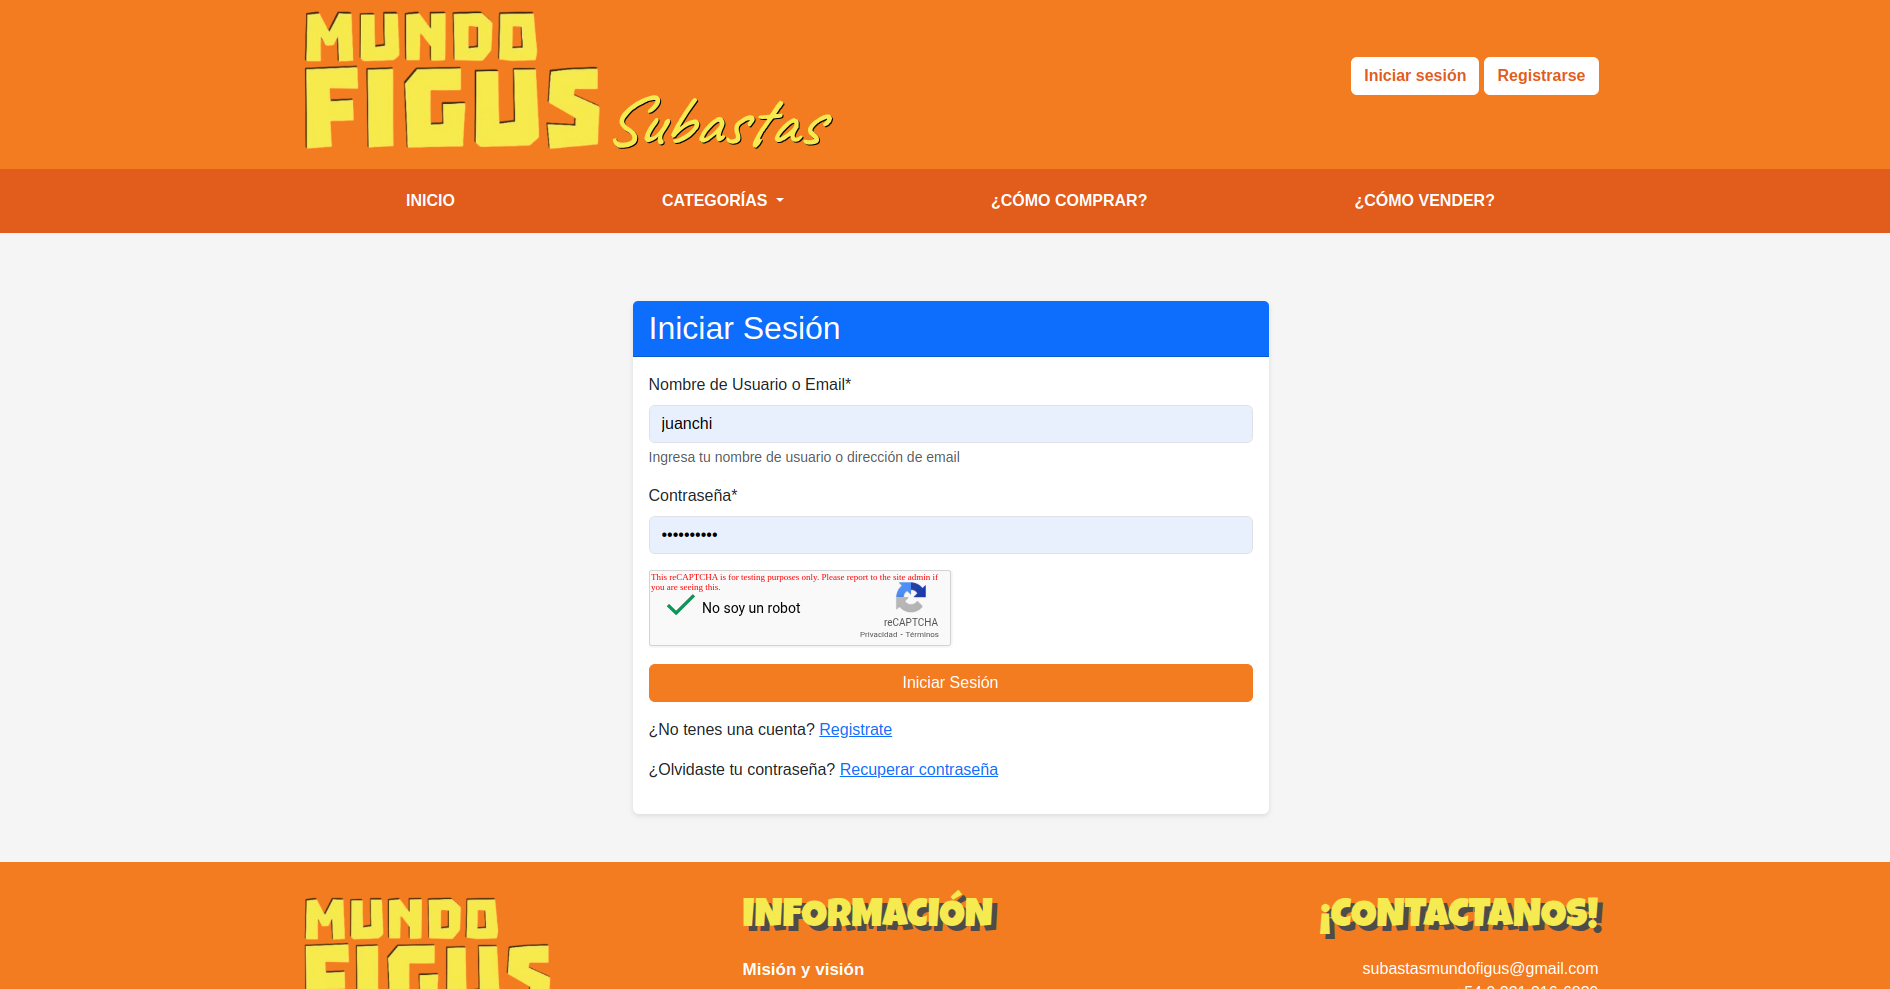 MUNDO
FIGUS Subastas
Iniciar sesión Registrarse
INICIO CATEGORÍAS ¿CÓMO COMPRAR? ¿CÓMO VENDER?
Iniciar Sesión
Nombre de Usuario o Email*
juanchi
Ingresa tu nombre de usuario o dirección de email
Contraseña*
••••••••••
This reCAPTCHA is for testing purposes only. Please report to the site admin if
you are seeing this.
No soy un robot
reCAPTCHA
Privacidad - Términos
Iniciar Sesión
¿No tenes una cuenta? Registrate
¿Olvidaste tu contraseña? Recuperar contraseña
MUNDO
FIGUS
INFORMACIÓN
Misión y visión
¡CONTACTANOS!
subastasmundofigus@gmail.com